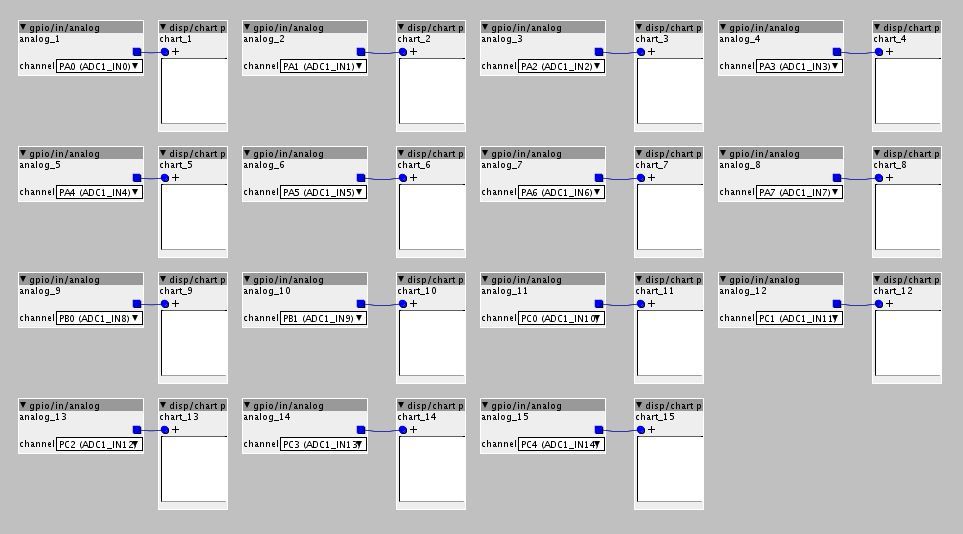 ▼ gpio/in/analog ▼ disp/chart p ▼ gpio/in/analog ▼ disp/chart p ▼ gpio/in/analog ▼ disp/chart p ▼ gpio/in/analog ▼ disp/chart p
analog_1 chart_1 analog_2 chart_2 analog_3 chart_3 analog_4 chart_4
+ + + +
channel PA0 (ADC1_IN0)▼ channel PA1 (ADC1_IN1)▼ channel PA2 (ADC1_IN2)▼ channel PA3 (ADC1_IN3)▼
▼ gpio/in/analog ▼ disp/chart p ▼ gpio/in/analog ▼ disp/chart p ▼ gpio/in/analog ▼ disp/chart p ▼ gpio/in/analog ▼ disp/chart p
analog_5 chart_5 analog_6 chart_6 analog_7 chart_7 analog_8 chart_8
+ + + +
channel PA4 (ADC1_IN4)▼ channel PA5 (ADC1_IN5)▼ channel PA6 (ADC1_IN6)▼ channel PA7 (ADC1_IN7)▼
▼ gpio/in/analog ▼ disp/chart p ▼ gpio/in/analog ▼ disp/chart p ▼ gpio/in/analog ▼ disp/chart p ▼ gpio/in/analog ▼ disp/chart p
analog_9 chart_9 analog_10 chart_10 analog_11 chart_11 analog_12 chart_12
+ + + +
channel PB0 (ADC1_IN8)▼ channel PB1 (ADC1_IN9)▼ channel PC0 (ADC1_IN10)▼ channel PC1 (ADC1_IN11)▼
▼ gpio/in/analog ▼ disp/chart p ▼ gpio/in/analog ▼ disp/chart p ▼ gpio/in/analog ▼ disp/chart p
analog_13 chart_13 analog_14 chart_14 analog_15 chart_15
+ + +
channel PC2 (ADC1_IN12)▼ channel PC3 (ADC1_IN13)▼ channel PC4 (ADC1_IN14)▼